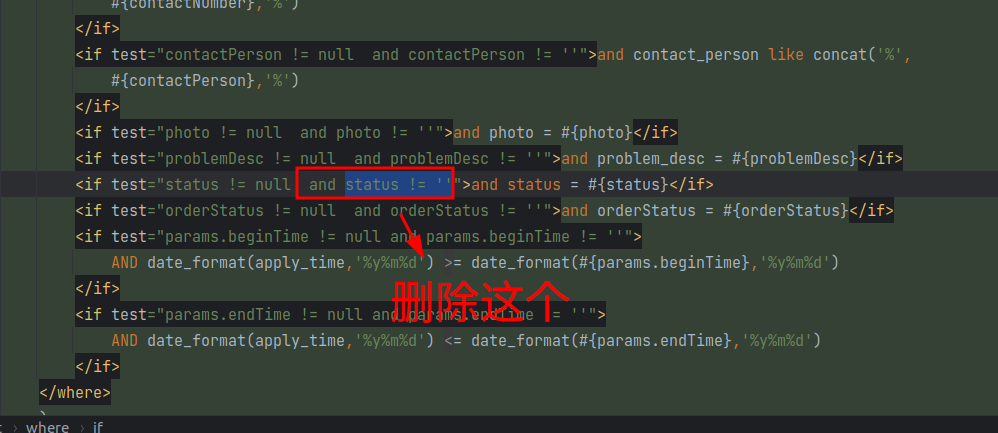 #{contactNumber},'%')
</if>
<if test="contactPerson != null  and contactPerson != ''">and contact_person like concat('%',
#{contactPerson},'%')
</if>
<if test="photo != null  and photo != ''">and photo = #{photo}</if>
<if test="problemDesc != null  and problemDesc != ''">and problem_desc = #{problemDesc}</if>
<if test="status != null  and status != ''">and status = #{status}</if>
<if test="orderStatus != null  and orderStatus != ''">and orderStatus = #{orderStatus}</if>
<if test="params.beginTime != null and params.beginTime != ''">
AND date_format(apply_time,'%y%m%d') >= date_format(#{params.beginTime},'%y%m%d')
</if>
删除这个
<if test="params.endTime != null and params.endTime != ''">
AND date_format(apply_time,'%y%m%d') <= date_format(#{params.endTime},'%y%m%d')
</if>
</where>
)
t › where › if